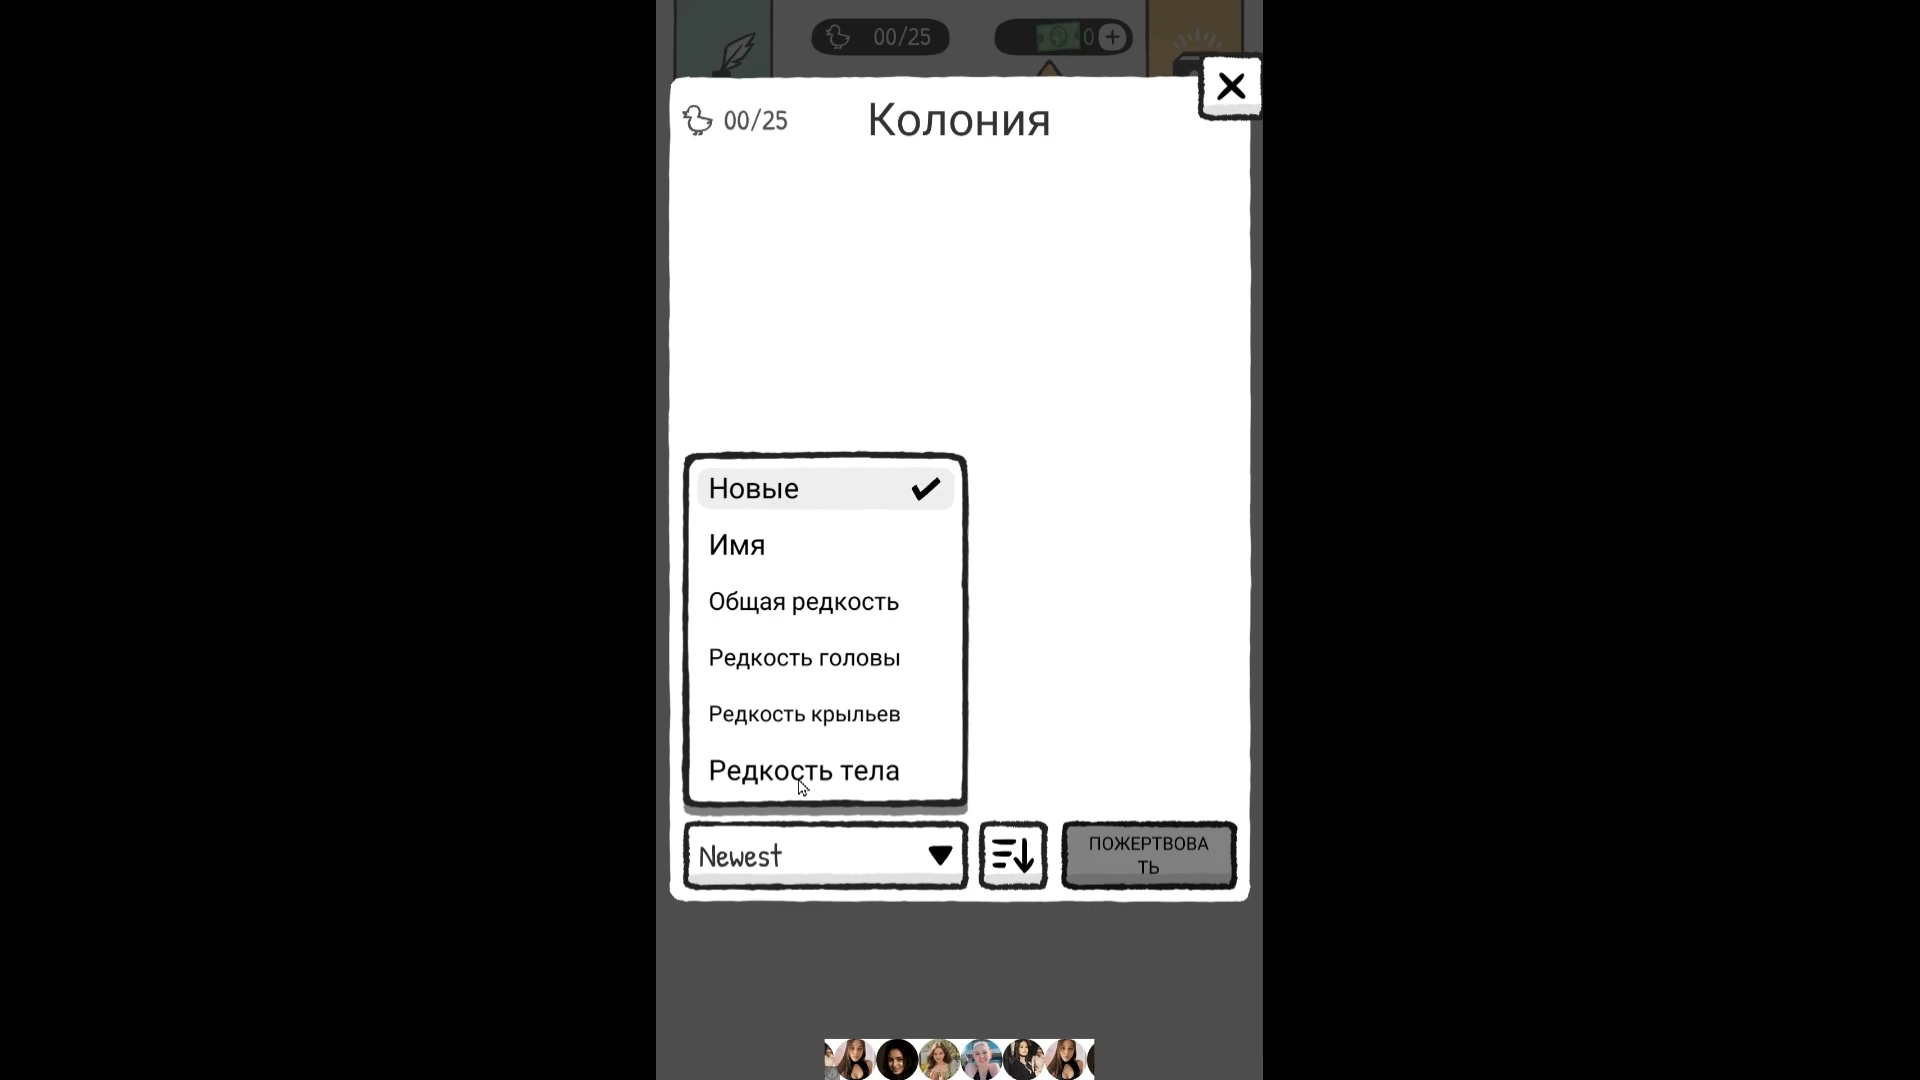 00/25
0
00/25
Колония
Новые
Имя
Общая редкость
Редкость головы
Редкость крыльев
Редкость тела
Newest
ПОЖЕРТВОВА
ТЬ